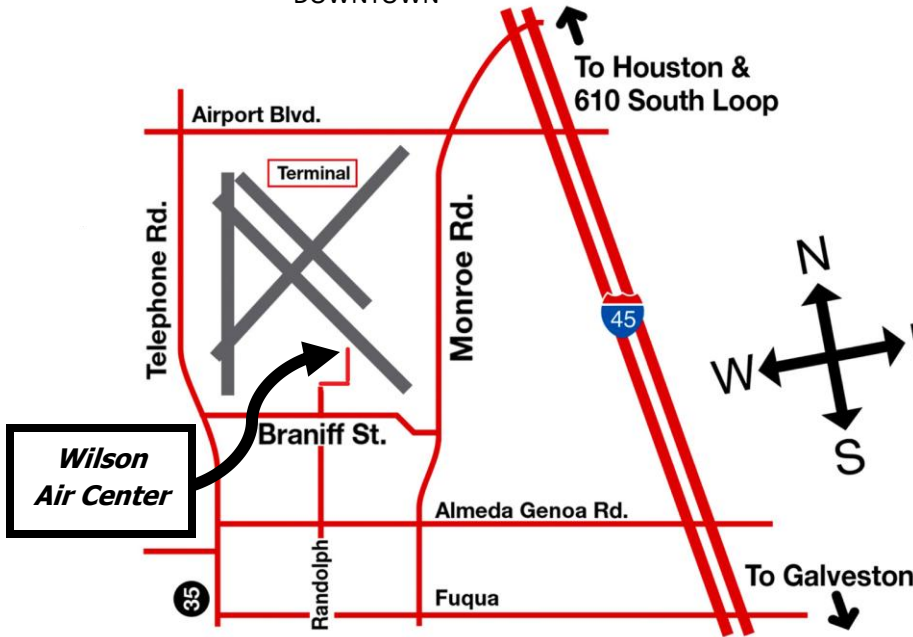 To Houston &
610 South Loop
Airport Blvd.
Terminal
Telephone Rd.
Monroe Rd.
45
N
W
S
Wilson
Air Center
Braniff St.
Almeda Genoa Rd.
Randolph
35
Fuqua
To Galveston